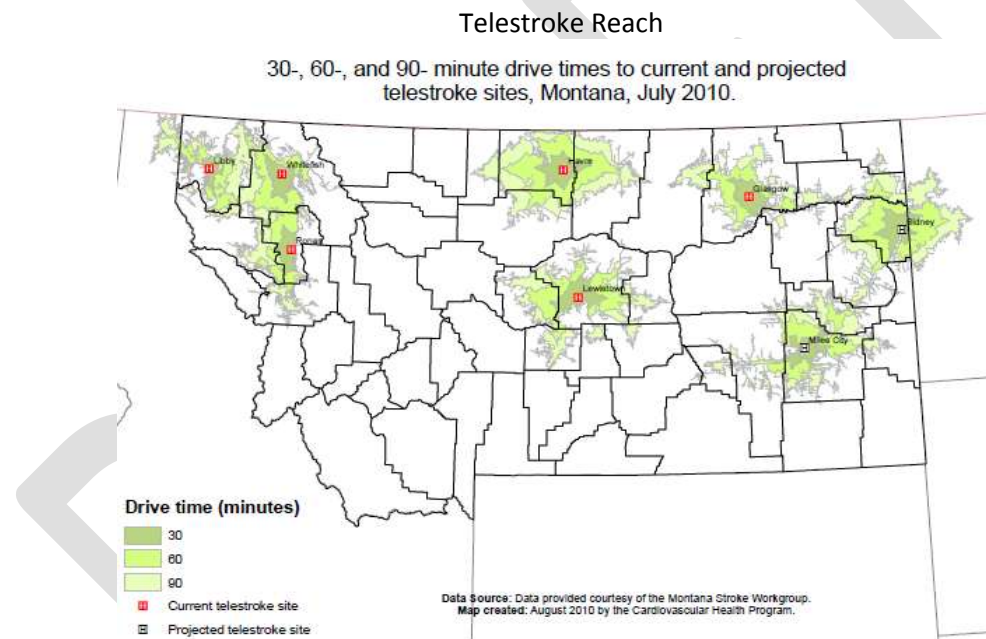 Telestroke Reach
30-, 60-, and 90- minute drive times to current and projected
telestroke sites, Montana, July 2010.
Libby
Whitefish
Havre
Glasgow
Sidney
Ronan
Lewistown
Miles City
Drive time (minutes)
30
60
90
H Current telestroke site
H Projected telestroke site
Data Source: Data provided courtesy of the Montana Stroke Workgroup.
Map created: August 2010 by the Cardiovascular Health Program.